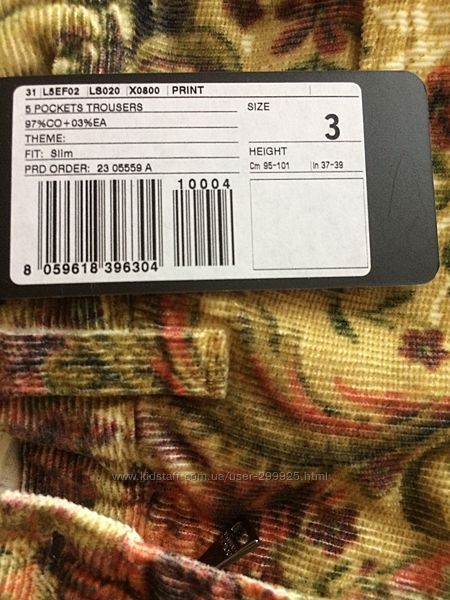 31 L5EF02 LS020 X0800 PRINT
5 POCKETS TROUSERS
97%CO+03%EA
THEME:
FIT: Slim
PRD ORDER: 23 05559 A
SIZE
3
HEIGHT
Cm 95-101 In 37-39
10004
8 059618 396304
www.kidstaff.com.ua/user-299925.html